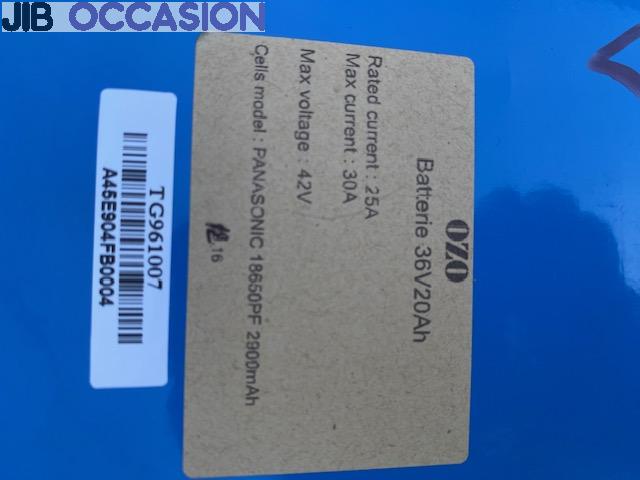 JIB OCCASION
OZO
Batterie 36V20Ah
Rated current : 25A
Max current : 30A
Max voltage : 42V
Cells model : PANASONIC 18650PF 2900mAh
.16
TG961007
A45E904FB0004